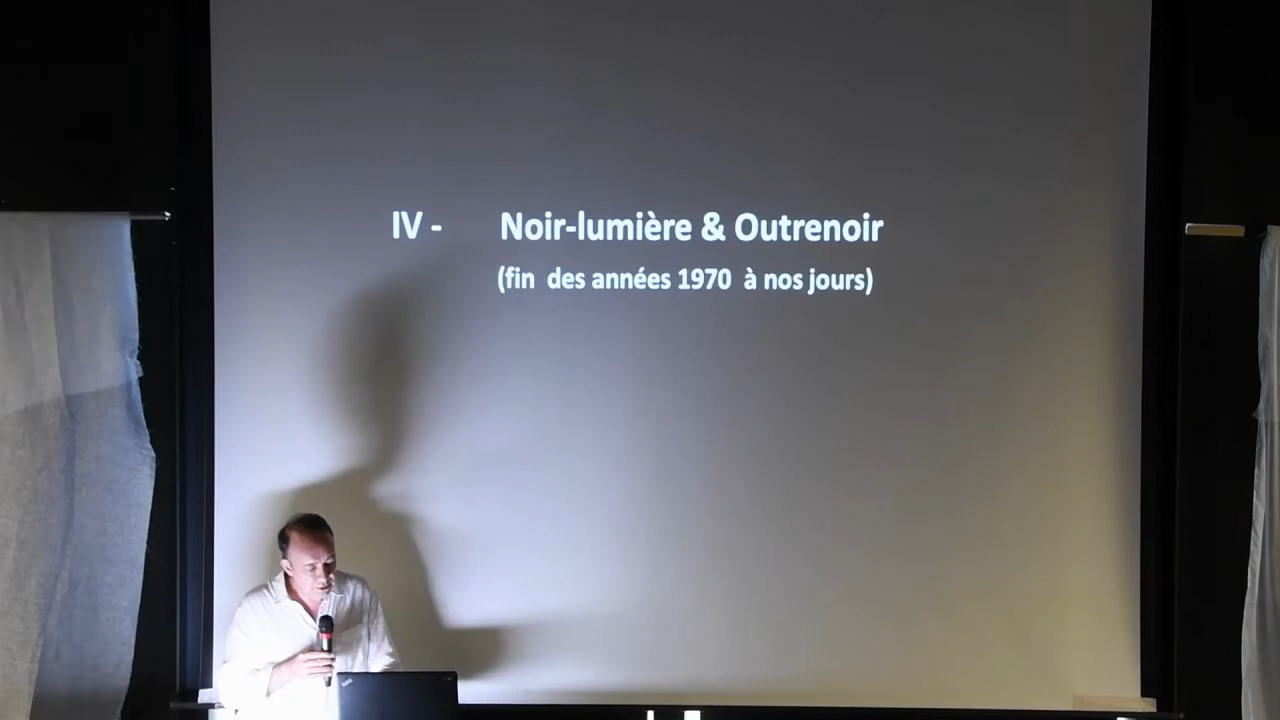 IV - Noir-lumière & Outrenoir
(fin des années 1970 à nos jours)